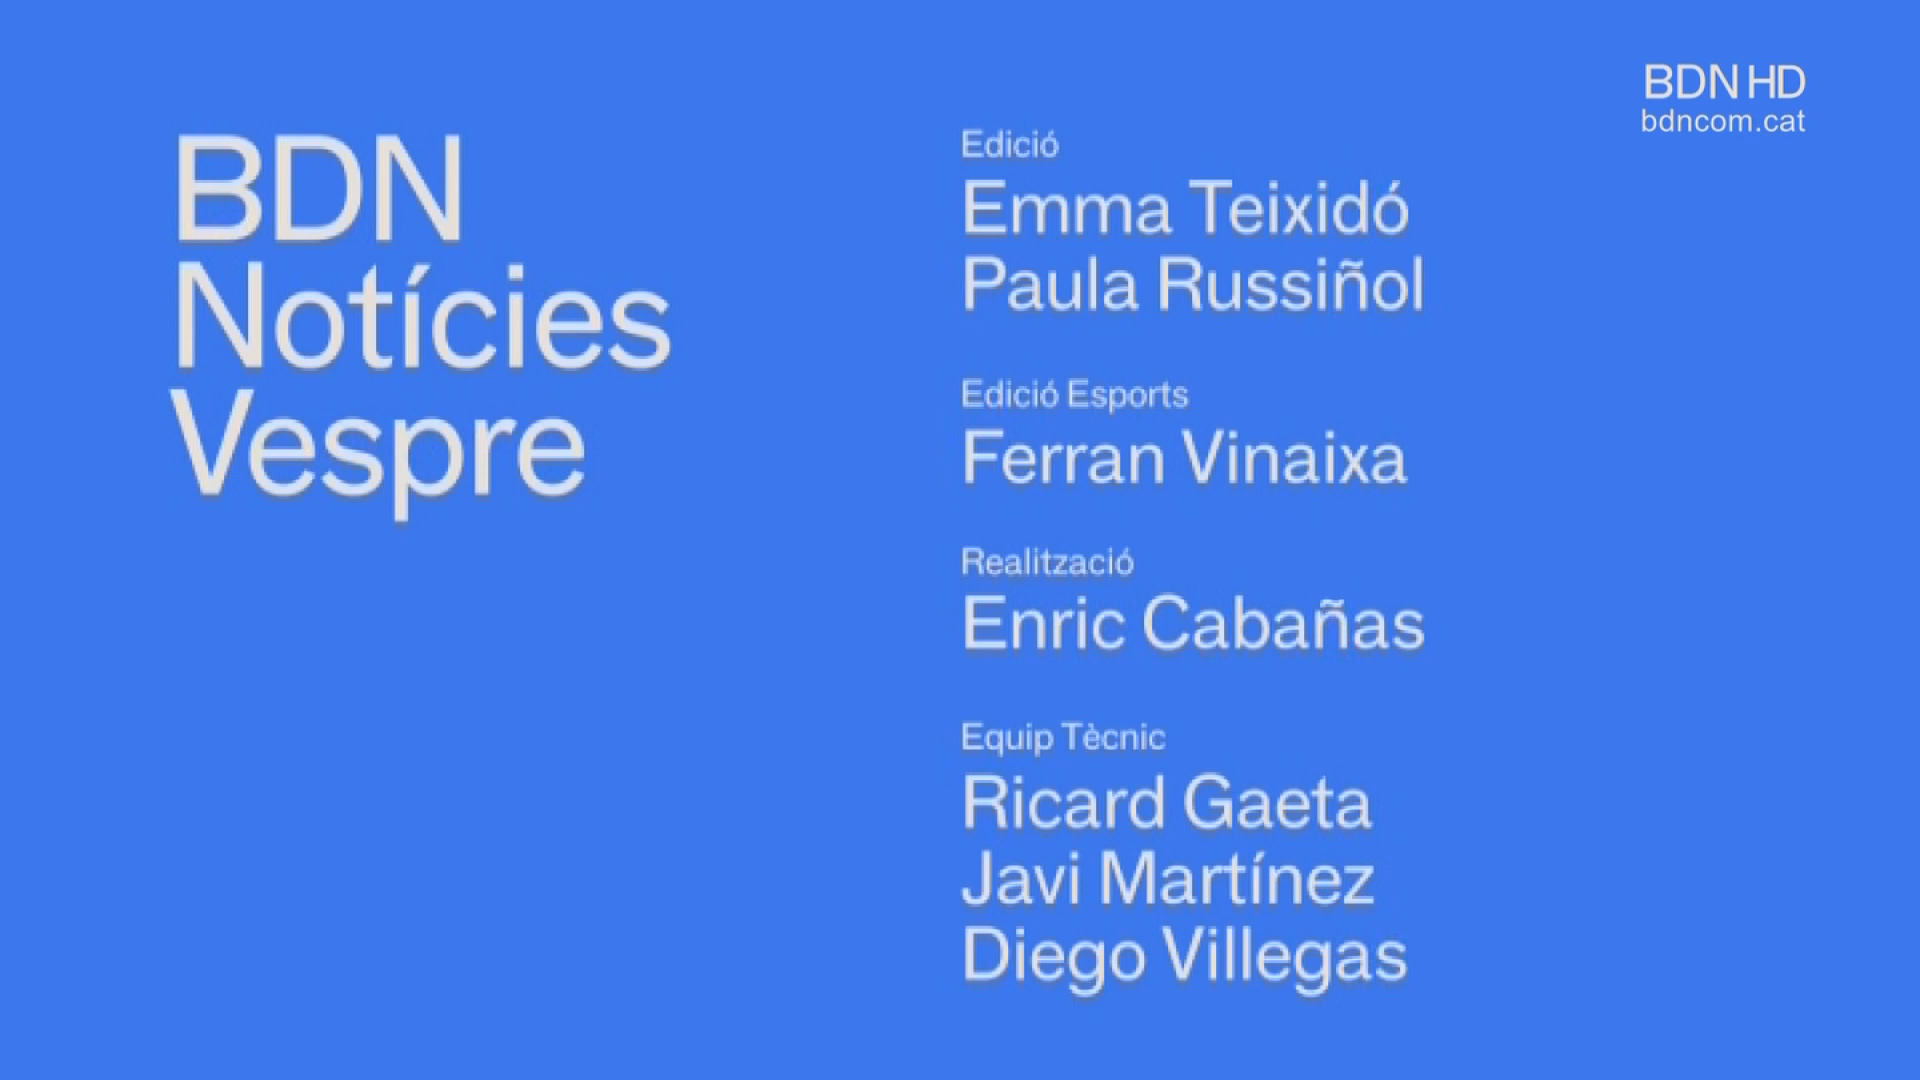 BDN HD
bdncom.cat
BDN
Notícies
Vespre
Edició
Emma Teixidó
Paula Russiñol
Edició Esports
Ferran Vinaixa
Realització
Enric Cabañas
Equip Tècnic
Ricard Gaeta
Javi Martínez
Diego Villegas